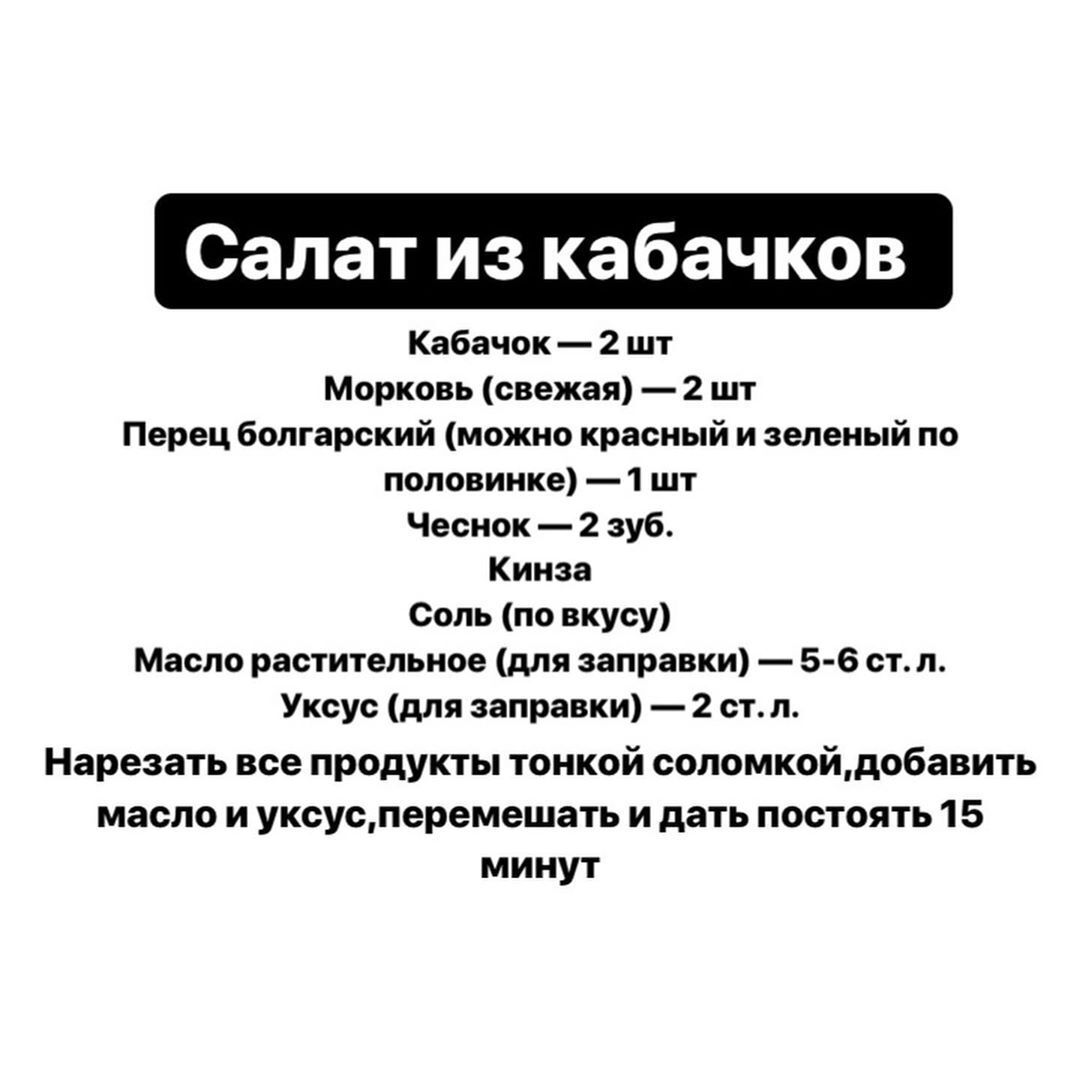 Салат из кабачков
Кабачок — 2 шт
Морковь (свежая) — 2 шт
Перец болгарский (можно красный и зеленый по
половинке) — 1 шт
Чеснок — 2 зуб.
Кинза
Соль (по вкусу)
Масло растительное (для заправки) — 5-6 ст. л.
Уксус (для заправки) — 2 ст. л.
Нарезать все продукты тонкой соломкой,добавить
масло и уксус,перемешать и дать постоять 15
минут